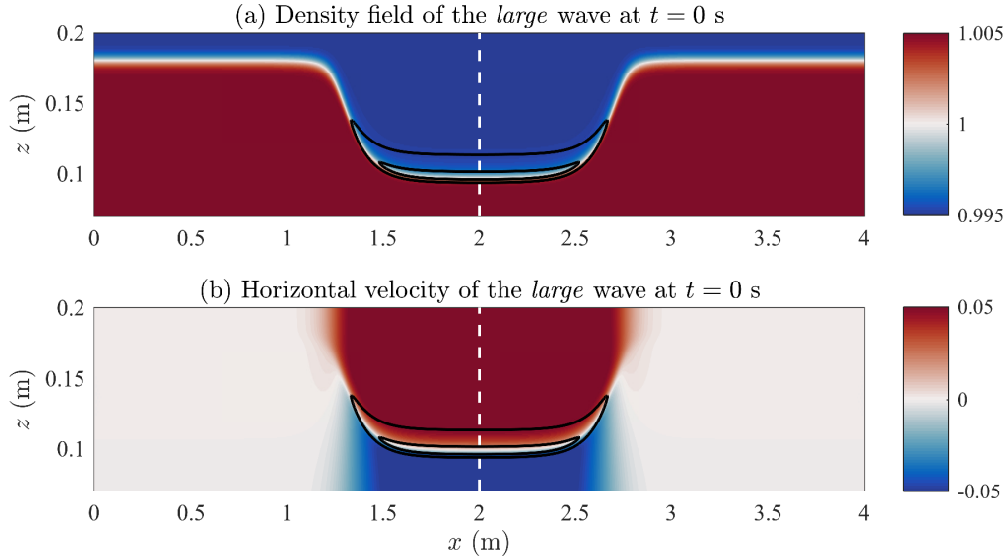 (a) Density field of the large wave at t = 0 s
0.2
0.15
0.1
z (m)
0 0.5 1 1.5 2 2.5 3 3.5 4
1.005
1
0.995
(b) Horizontal velocity of the large wave at t = 0 s
0.2
0.15
0.1
z (m)
0 0.5 1 1.5 2 2.5 3 3.5 4
x (m)
0.05
0
-0.05